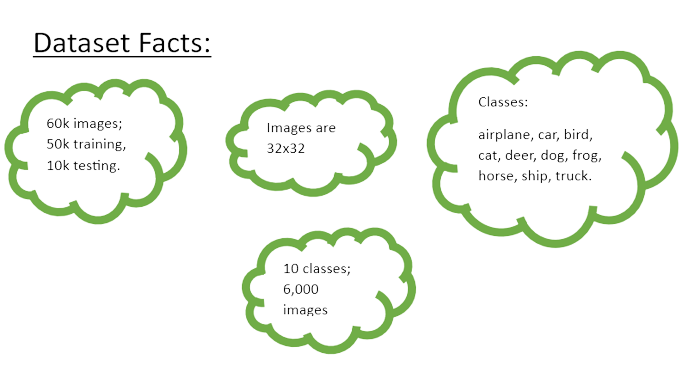 Dataset Facts:
60k images;
50k training,
10k testing.
Images are
32x32
Classes:
airplane, car, bird,
cat, deer, dog, frog,
horse, ship, truck.
10 classes;
6,000
images